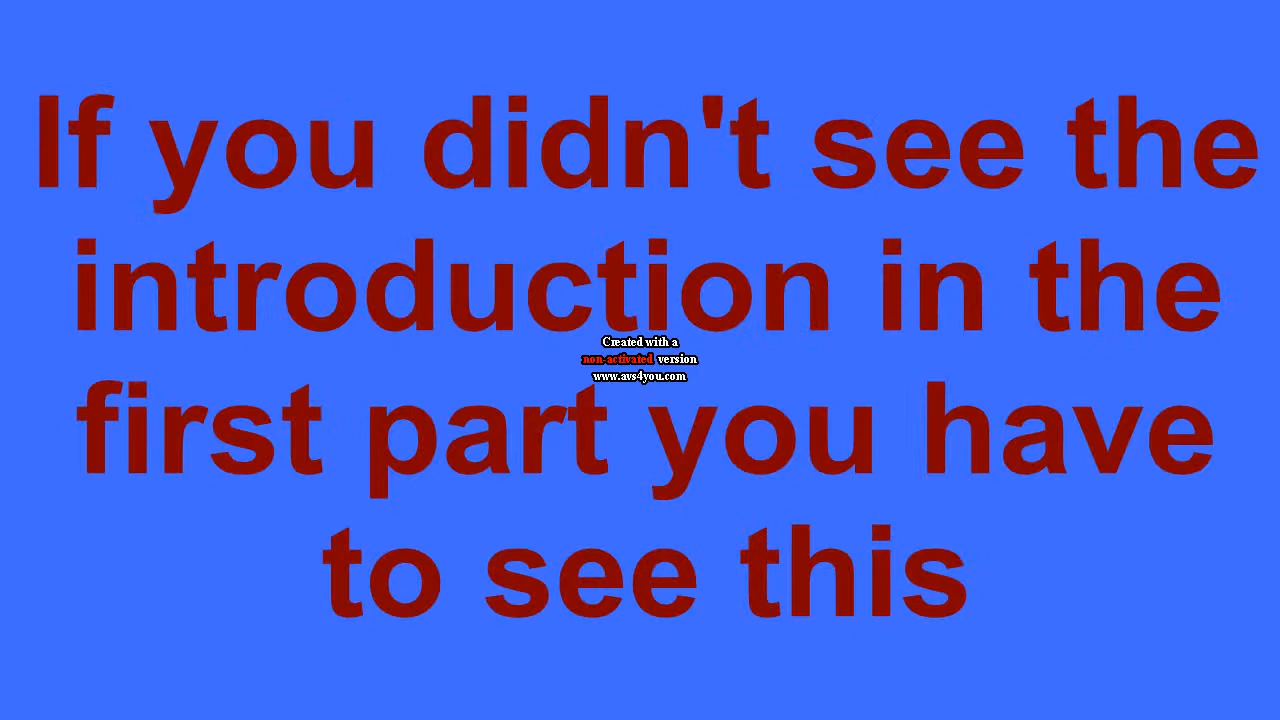 If you didn't see the
introduction in the
Created with a
non-activated version
www.avs4you.com
first part you have
to see this